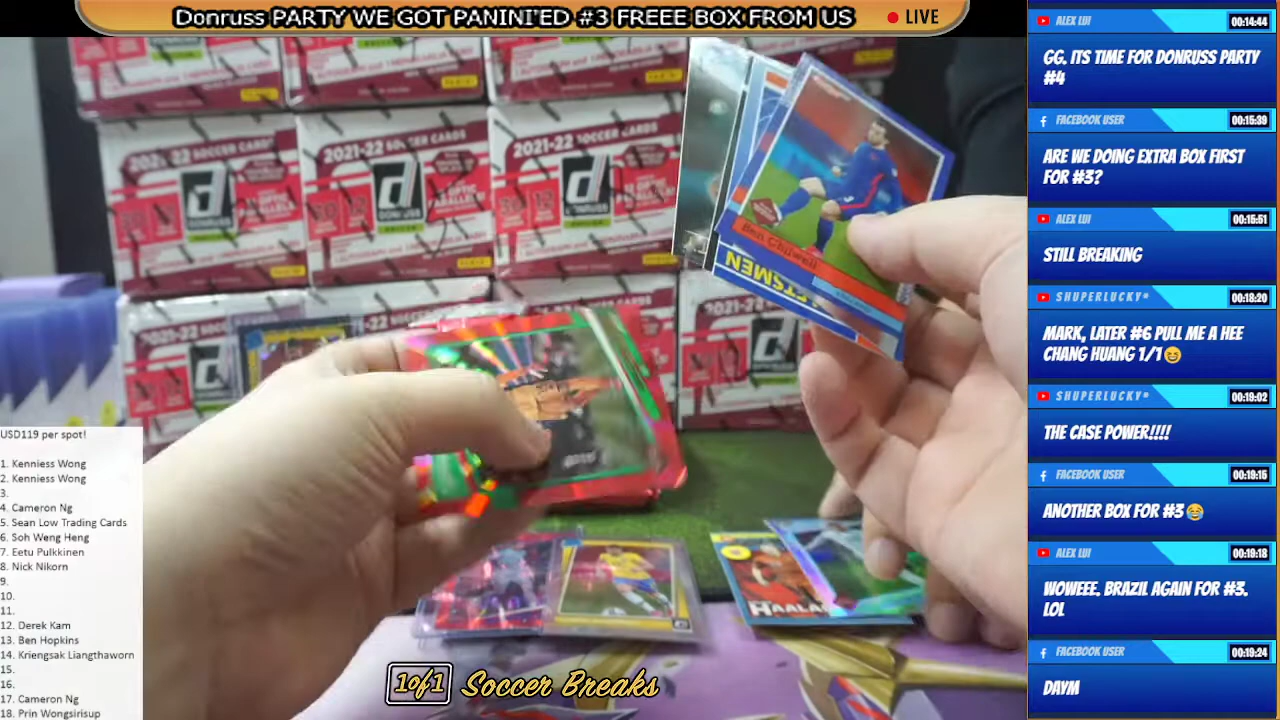 Donruss PARTY WE GOT PANINI'ED #3 FREEE BOX FROM US
LIVE
2021-22 SOCCER CARDS
2021-22 SOCCER CARDS
2021-22 SOCCER CARDS
DONRUSS
Ben Chilwell
HAALA
USD119 per spot!
1. Kenniess Wong
2. Kenniess Wong
3.
4. Cameron Ng
5. Sean Low Trading Cards
6. Soh Weng Heng
7. Eetu Pulkkinen
8. Nick Nikorn
9.
10.
11.
12. Derek Kam
13. Ben Hopkins
14. Kriengsak Liangthaworn
15.
16.
17. Cameron Ng
18. Prin Wongsirisup
1of1 Soccer Breaks
ALEX LUI 00:14:44
GG. ITS TIME FOR DONRUSS PARTY
#4
FACEBOOK USER 00:15:39
ARE WE DOING EXTRA BOX FIRST
FOR #3?
ALEX LUI 00:15:51
STILL BREAKING
SHUPERLUCKY® 00:18:20
MARK, LATER #6 PULL ME A HEE
CHANG HUANG 1/1😆
SHUPERLUCKY® 00:19:02
THE CASE POWER!!!!
FACEBOOK USER 00:19:15
ANOTHER BOX FOR #3 😂
ALEX LUI 00:19:18
WOWEEE. BRAZIL AGAIN FOR #3.
LOL
FACEBOOK USER 00:19:24
DAYM